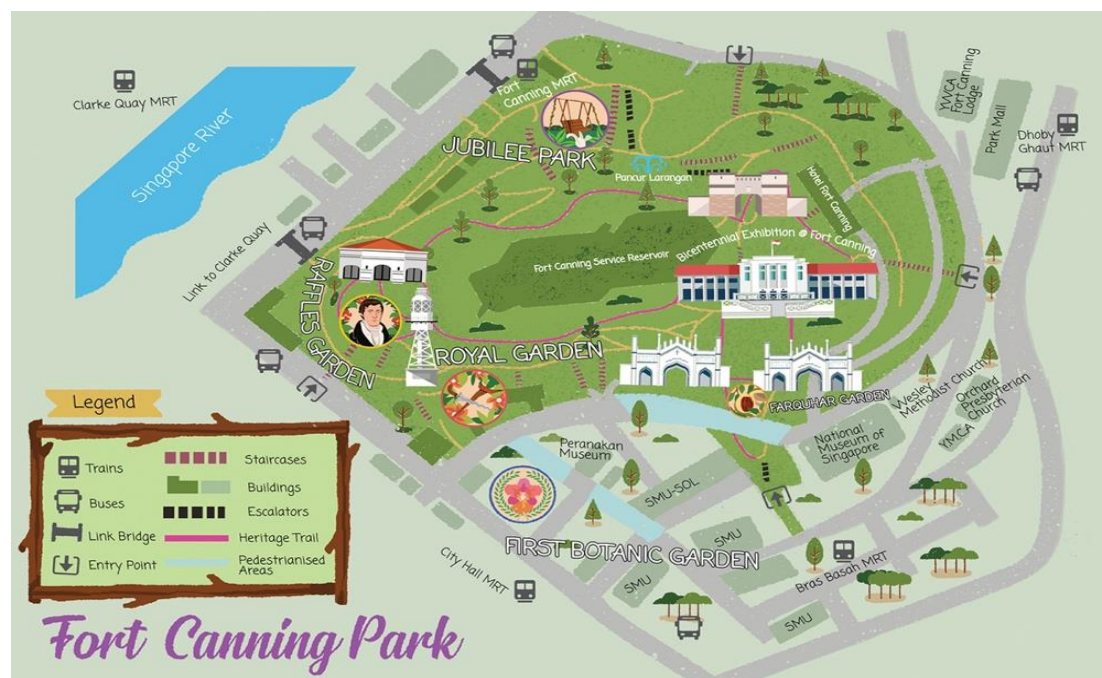 Clarke Quay MRT
Singapore River
Link to Clarke Quay
Fort
Canning MRT
JUBILEE PARK
Pancur Larangan
YWCA
Fort Canning
Lodge
Park Mall
Dhoby
Ghaut MRT
Hotel Fort Canning
Bicentennial Exhibition @ Fort Canning
Fort Canning Service Reservoir
RAFFLES GARDEN
ROYAL GARDEN
FARQUHAR GARDEN
Wesley
Methodist Church
Orchard
Presbyterian
Church
Y.M.C.A
National
Museum of
Singapore
Peranakan
Museum
SMU-SOL
SMU
FIRST BOTANIC GARDEN
SMU
SMU
Bras Basah MRT
City Hall MRT
Legend
Trains
Buses
Link Bridge
Entry Point
Staircases
Buildings
Escalators
Heritage Trail
Pedestrianised
Areas
Fort Canning Park